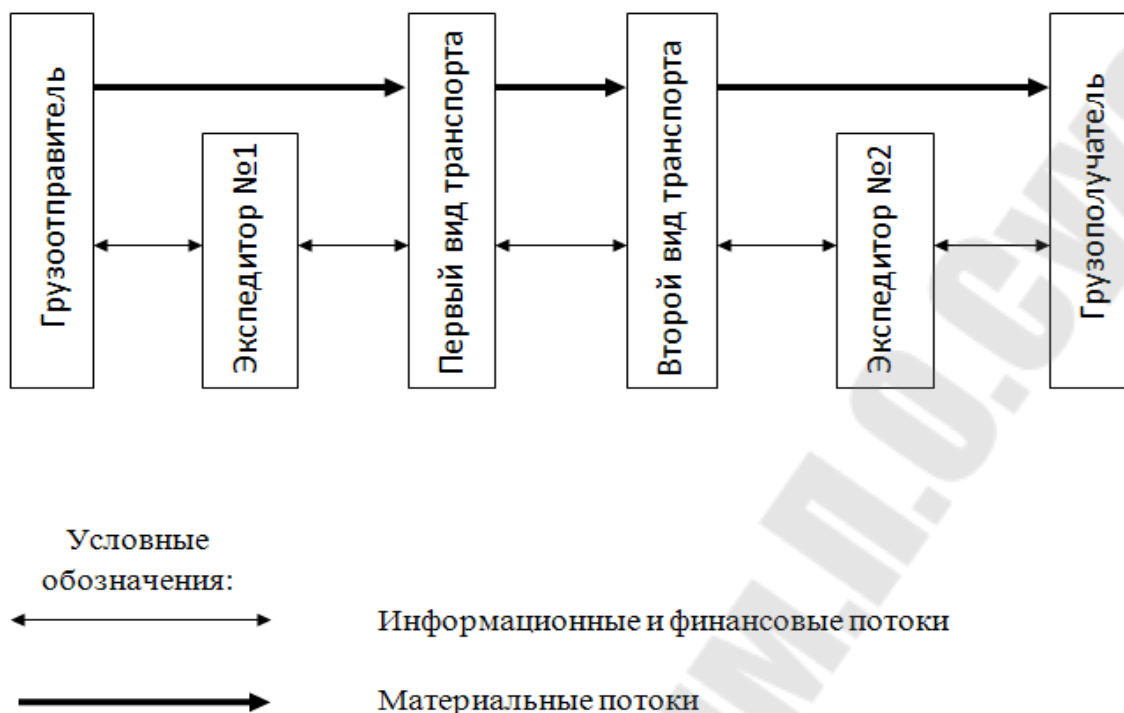 Грузоотправитель
Экспедитор №1
Первый вид транспорта
Второй вид транспорта
Экспедитор №2
Грузополучатель
Условные
обозначения:
Информационные и финансовые потоки
Материальные потоки